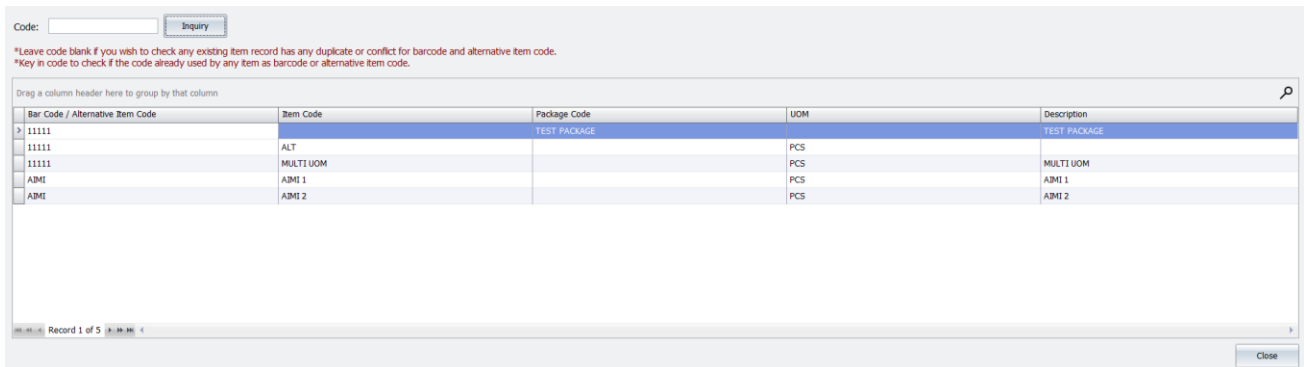 Code: Inquiry
*Leave code blank if you wish to check any existing item record has any duplicate or conflict for barcode and alternative item code.
*Key in code to check if the code already used by any item as barcode or alternative item code.
Drag a column header here to group by that column
Bar Code / Alternative Item Code Item Code Package Code UOM Description
11111 TEST PACKAGE TEST PACKAGE
11111 ALT PCS
11111 MULTI UOM PCS MULTI UOM
AIMI AIMI 1 PCS AIMI 1
AIMI AIMI 2 PCS AIMI 2
Record 1 of 5
Close